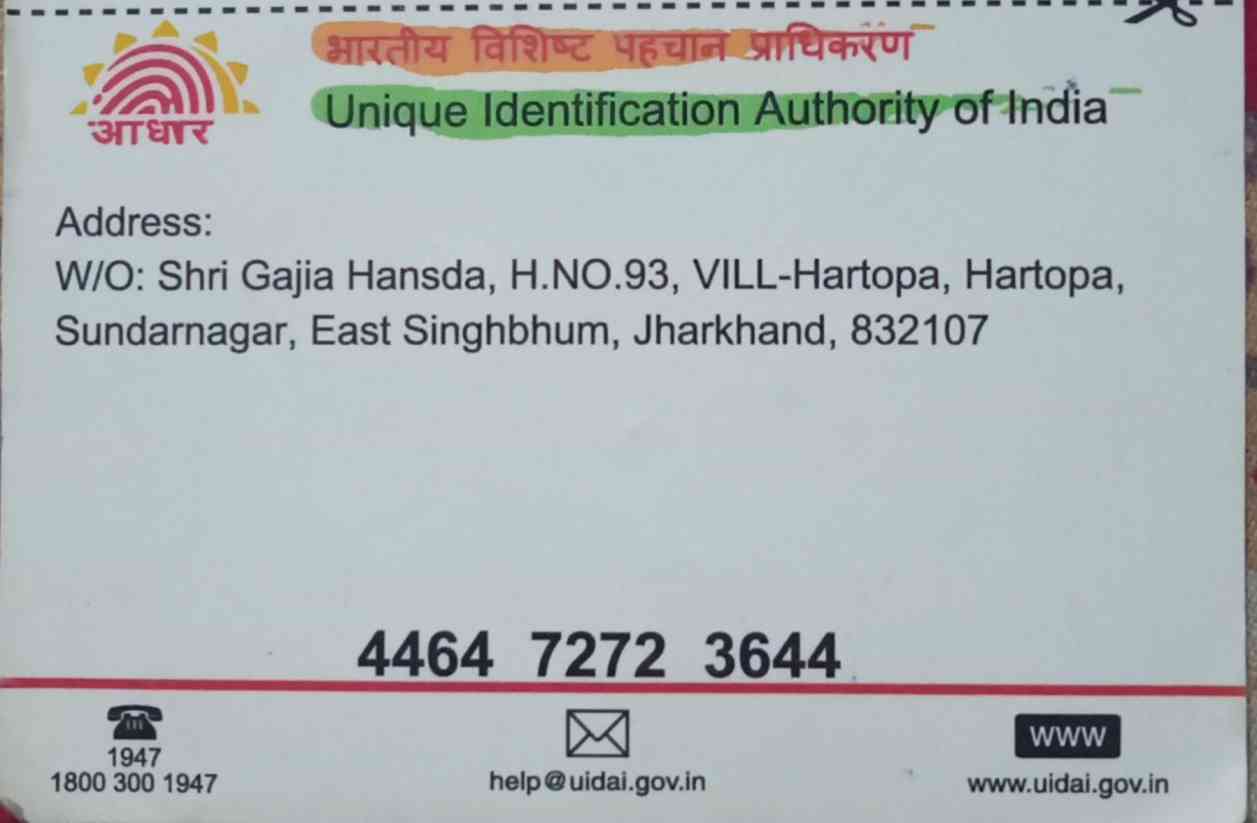 भारतीय विशिष्ट पहचान प्राधिकरण
आधार
Unique Identification Authority of India
Address:
W/O: Shri Gajia Hansda, H.NO.93, VILL-Hartopa, Hartopa,
Sundarnagar, East Singhbhum, Jharkhand, 832107
4464 7272 3644
1947
1800 300 1947
help@uidai.gov.in
www
www.uidai.gov.in